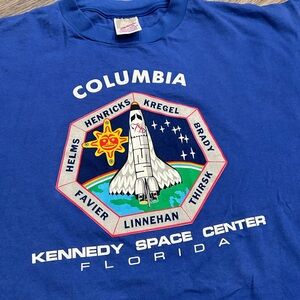 COLUMBIA
HENRICKS
KREGEL
HELMS
BRADY
FAVIER
THIRSK
LINNEHAN
KENNEDY SPACE CENTER
FLORIDA